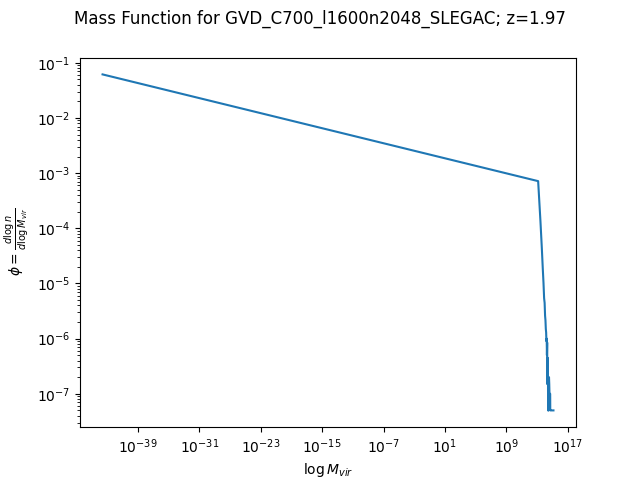 Mass Function for GVD_C700_l1600n2048_SLEGAC; z=1.97
10⁻¹
10⁻²
10⁻³
10⁻⁴
10⁻⁵
10⁻⁶
10⁻⁷
ϕ = d log n / d log M_vir
10⁻³⁹ 10⁻³¹ 10⁻²³ 10⁻¹⁵ 10⁻⁷ 10¹ 10⁹ 10¹⁷
log M_vir